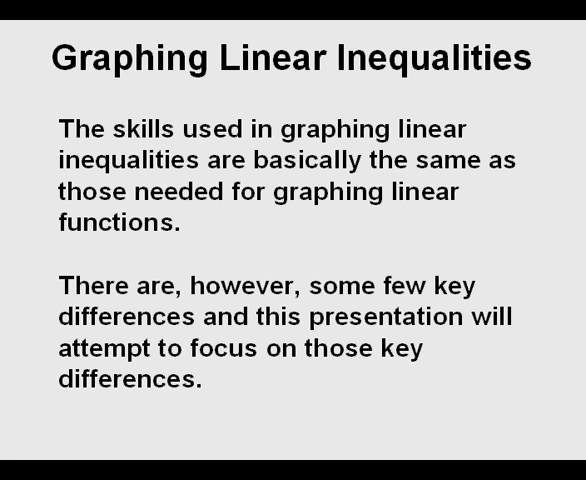 Graphing Linear Inequalities
The skills used in graphing linear
inequalities are basically the same as
those needed for graphing linear
functions.
There are, however, some few key
differences and this presentation will
attempt to focus on those key
differences.